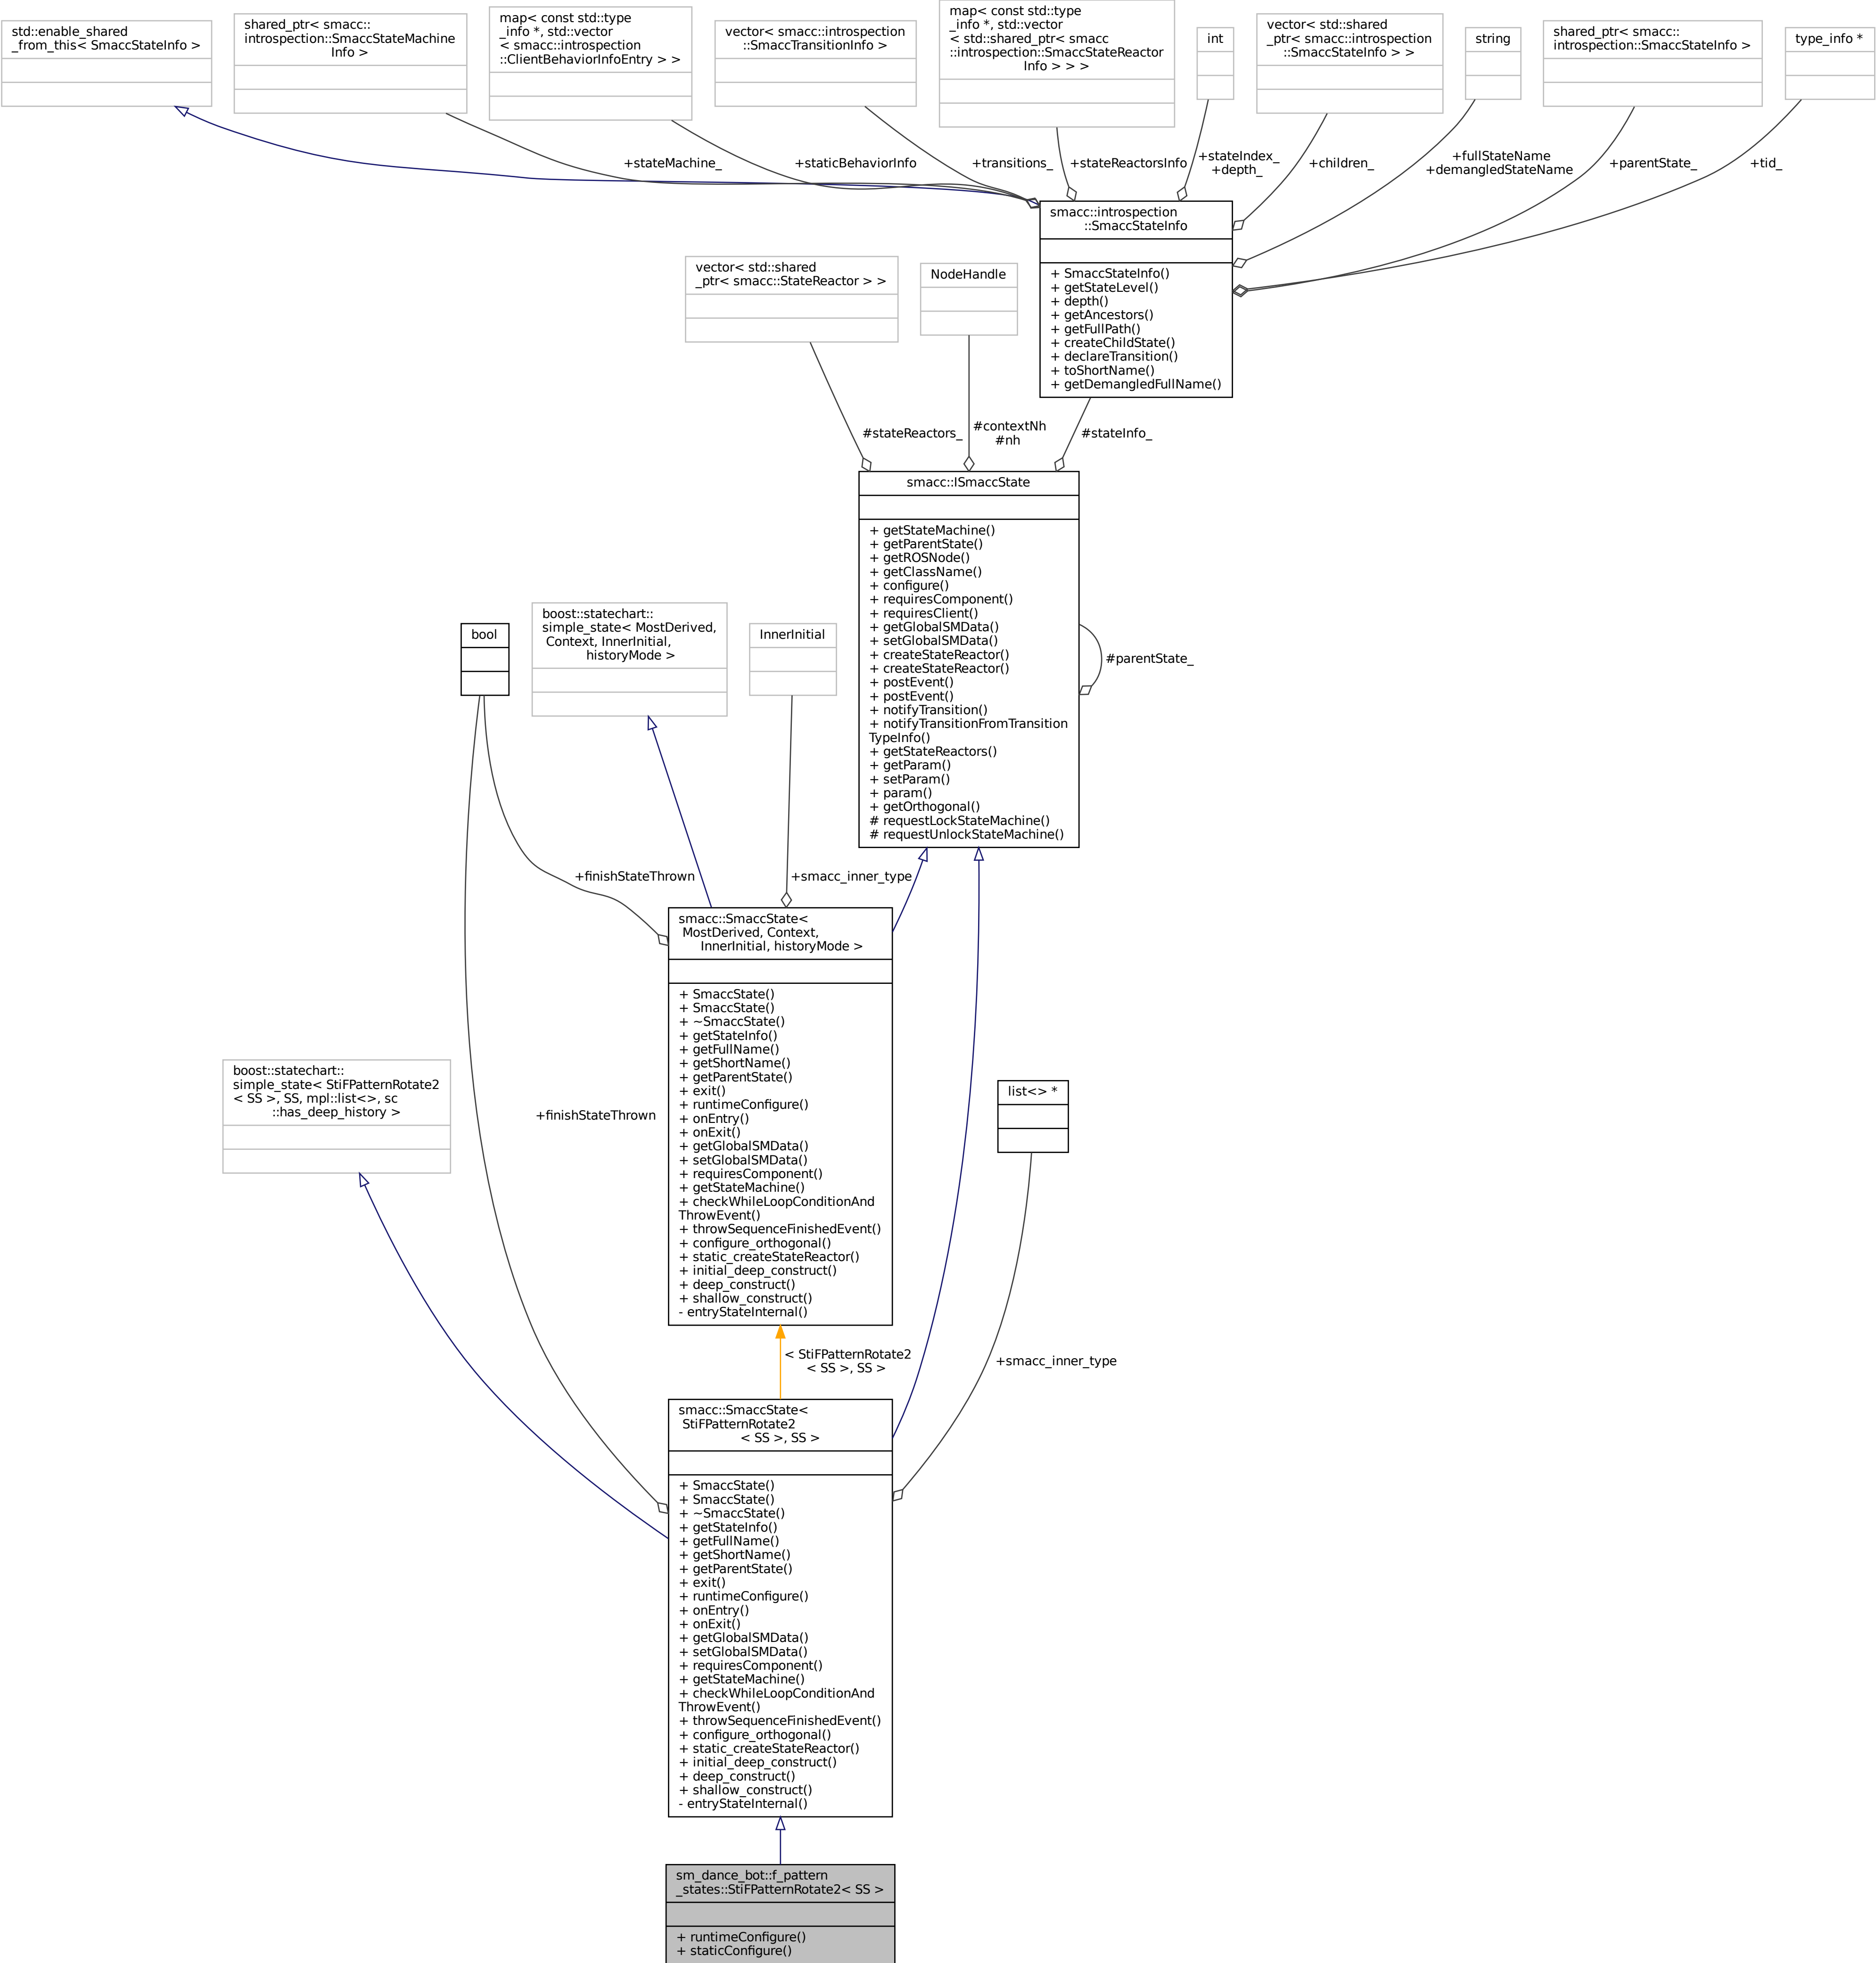 std::enable_shared
_from_this< SmaccStateInfo >
shared_ptr< smacc::
introspection::SmaccStateMachine
Info >
map< const std::type
_info *, std::vector
< smacc::introspection
::ClientBehaviorInfoEntry > >
vector< smacc::introspection
::SmaccTransitionInfo >
map< const std::type
_info *, std::vector
< std::shared_ptr< smacc
::introspection::SmaccStateReactor
Info > > >
int
vector< std::shared
_ptr< smacc::introspection
::SmaccStateInfo > >
string
shared_ptr< smacc::
introspection::SmaccStateInfo >
type_info *
+stateMachine_
+staticBehaviorInfo
+transitions_
+stateReactorsInfo
+stateIndex_
+depth_
+children_
+fullStateName
+demangledStateName
+parentState_
+tid_
smacc::introspection
::SmaccStateInfo
+ SmaccStateInfo()
+ getStateLevel()
+ depth()
+ getAncestors()
+ getFullPath()
+ createChildState()
+ declareTransition()
+ toShortName()
+ getDemangledFullName()
vector< std::shared
_ptr< smacc::StateReactor > >
NodeHandle
#stateReactors_
#contextNh
#nh
#stateInfo_
smacc::ISmaccState
+ getStateMachine()
+ getParentState()
+ getROSNode()
+ getClassName()
+ configure()
+ requiresComponent()
+ requiresClient()
+ getGlobalSMData()
+ setGlobalSMData()
+ createStateReactor()
+ createStateReactor()
+ postEvent()
+ postEvent()
+ notifyTransition()
+ notifyTransitionFromTransition
TypeInfo()
+ getStateReactors()
+ getParam()
+ setParam()
+ param()
+ getOrthogonal()
# requestLockStateMachine()
# requestUnlockStateMachine()
#parentState_
bool
boost::statechart::
simple_state< MostDerived,
Context, InnerInitial,
historyMode >
InnerInitial
+finishStateThrown
+smacc_inner_type
smacc::SmaccState<
MostDerived, Context,
InnerInitial, historyMode >
+ SmaccState()
+ SmaccState()
+ ~SmaccState()
+ getStateInfo()
+ getFullName()
+ getShortName()
+ getParentState()
+ exit()
+ runtimeConfigure()
+ onEntry()
+ onExit()
+ getGlobalSMData()
+ setGlobalSMData()
+ requiresComponent()
+ getStateMachine()
+ checkWhileLoopConditionAnd
ThrowEvent()
+ throwSequenceFinishedEvent()
+ configure_orthogonal()
+ static_createStateReactor()
+ initial_deep_construct()
+ deep_construct()
+ shallow_construct()
- entryStateInternal()
boost::statechart::
simple_state< StiFPatternRotate2
< SS >, SS, mpl::list<>, sc
::has_deep_history >
+finishStateThrown
list<> *
< StiFPatternRotate2
< SS >, SS >
+smacc_inner_type
smacc::SmaccState<
StiFPatternRotate2
< SS >, SS >
+ SmaccState()
+ SmaccState()
+ ~SmaccState()
+ getStateInfo()
+ getFullName()
+ getShortName()
+ getParentState()
+ exit()
+ runtimeConfigure()
+ onEntry()
+ onExit()
+ getGlobalSMData()
+ setGlobalSMData()
+ requiresComponent()
+ getStateMachine()
+ checkWhileLoopConditionAnd
ThrowEvent()
+ throwSequenceFinishedEvent()
+ configure_orthogonal()
+ static_createStateReactor()
+ initial_deep_construct()
+ deep_construct()
+ shallow_construct()
- entryStateInternal()
sm_dance_bot::f_pattern
_states::StiFPatternRotate2< SS >
+ runtimeConfigure()
+ staticConfigure()